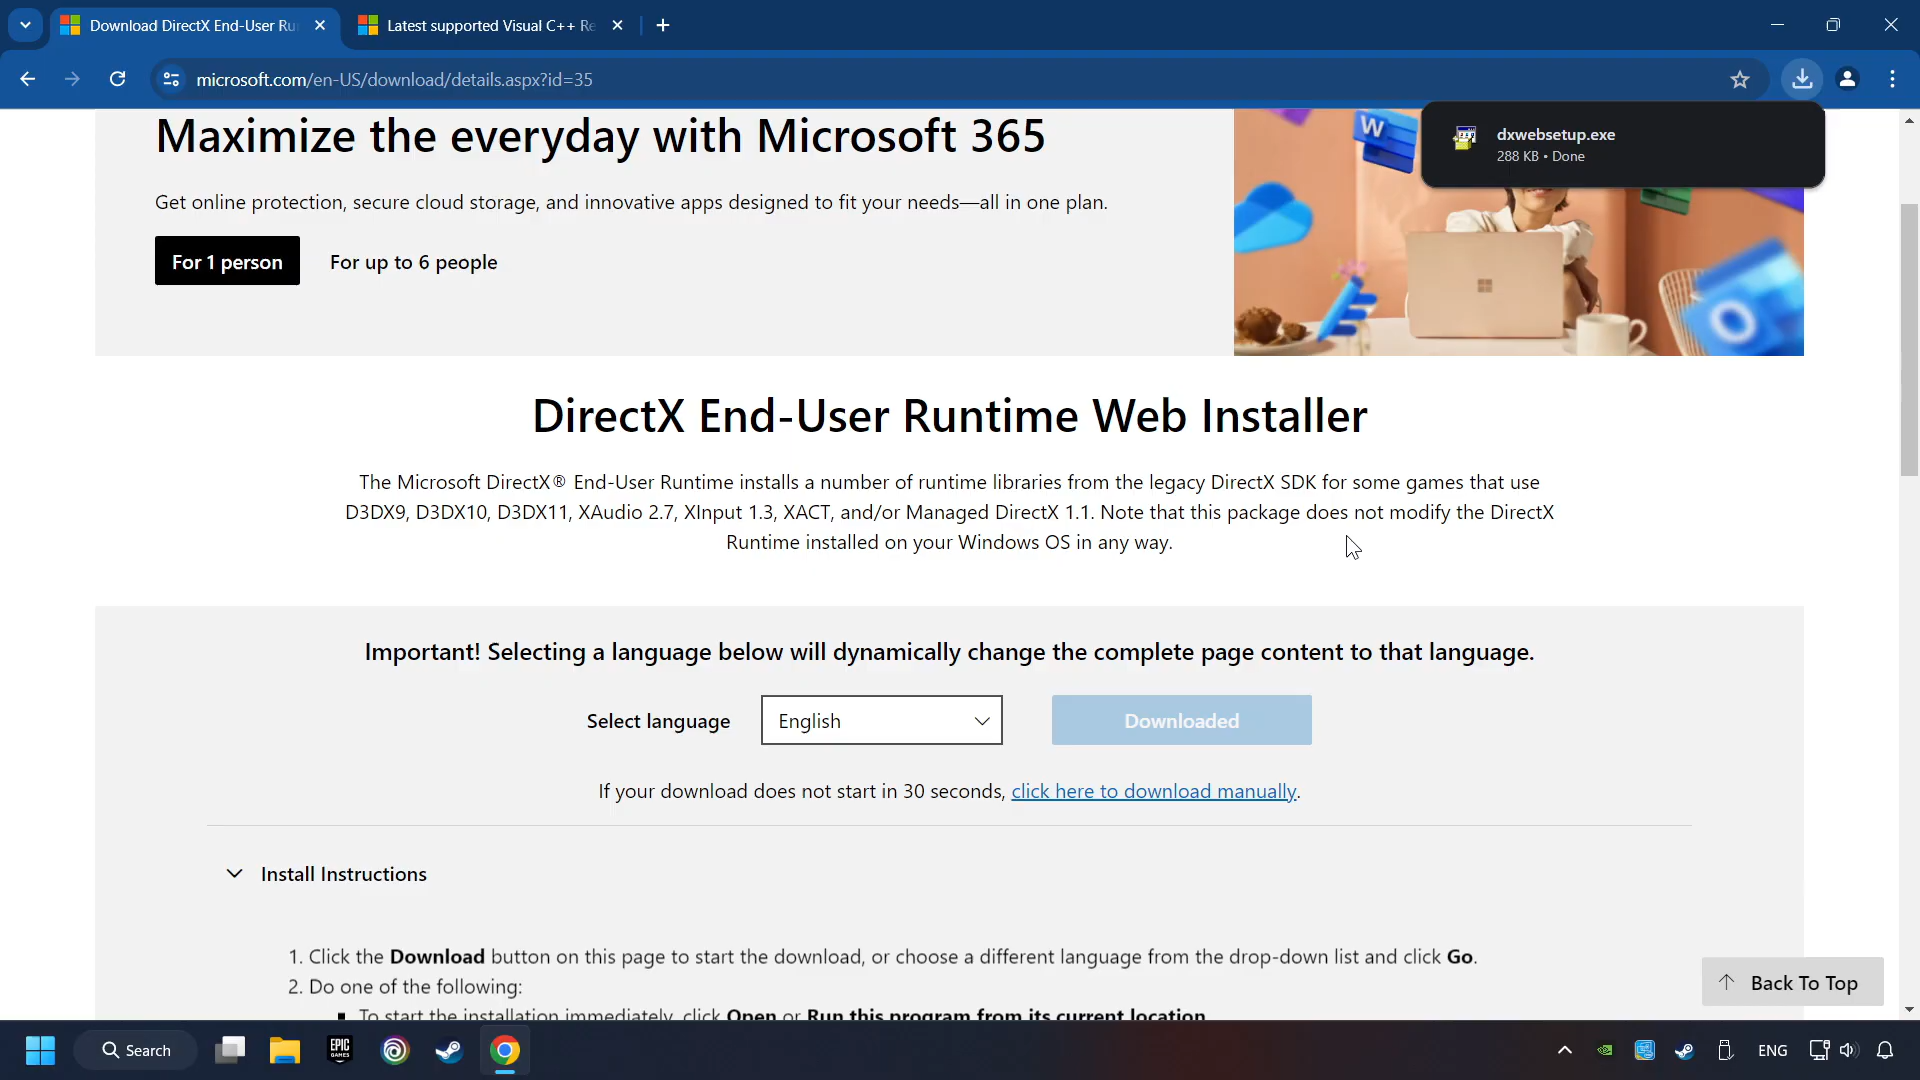 Download DirectX End-User Ru
Latest supported Visual C++ Re
microsoft.com/en-US/download/details.aspx?id=35
dxwebsetup.exe
288 KB • Done
Maximize the everyday with Microsoft 365
Get online protection, secure cloud storage, and innovative apps designed to fit your needs—all in one plan.
For 1 person
For up to 6 people
DirectX End-User Runtime Web Installer
The Microsoft DirectX® End-User Runtime installs a number of runtime libraries from the legacy DirectX SDK for some games that use
D3DX9, D3DX10, D3DX11, XAudio 2.7, XInput 1.3, XACT, and/or Managed DirectX 1.1. Note that this package does not modify the DirectX
Runtime installed on your Windows OS in any way.
Important! Selecting a language below will dynamically change the complete page content to that language.
Select language
English
Downloaded
If your download does not start in 30 seconds, click here to download manually.
Install Instructions
1. Click the Download button on this page to start the download, or choose a different language from the drop-down list and click Go.
2. Do one of the following:
To start the installation immediately, click Open or Run this program from its current location.
Back To Top
Search
EPIC
GAMES
ENG